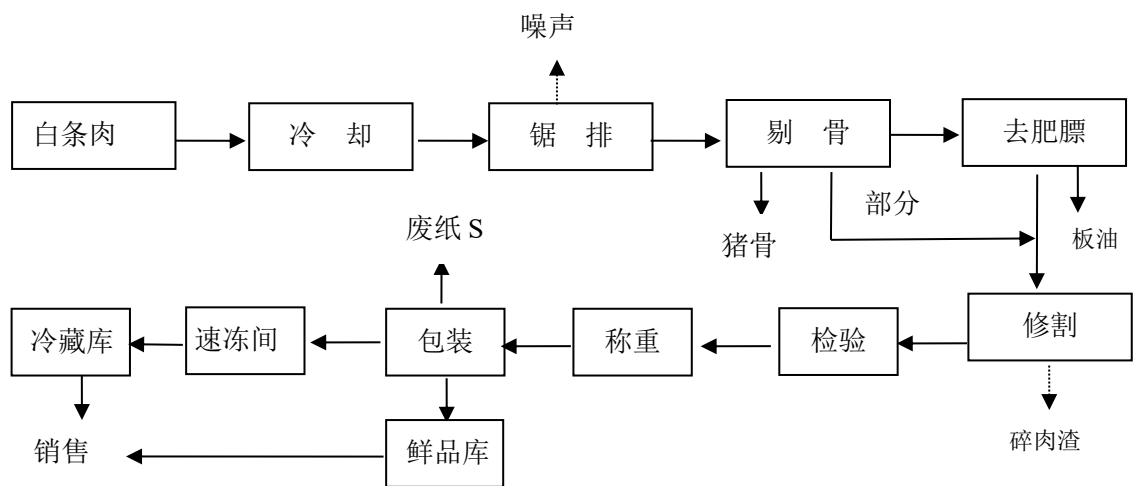 噪声
白条肉
冷 却
锯 排
剔 骨
去肥膘
部分
猪骨
板油
废纸 S
冷藏库
速冻间
包装
称重
检验
修割
销售
鲜品库
碎肉渣